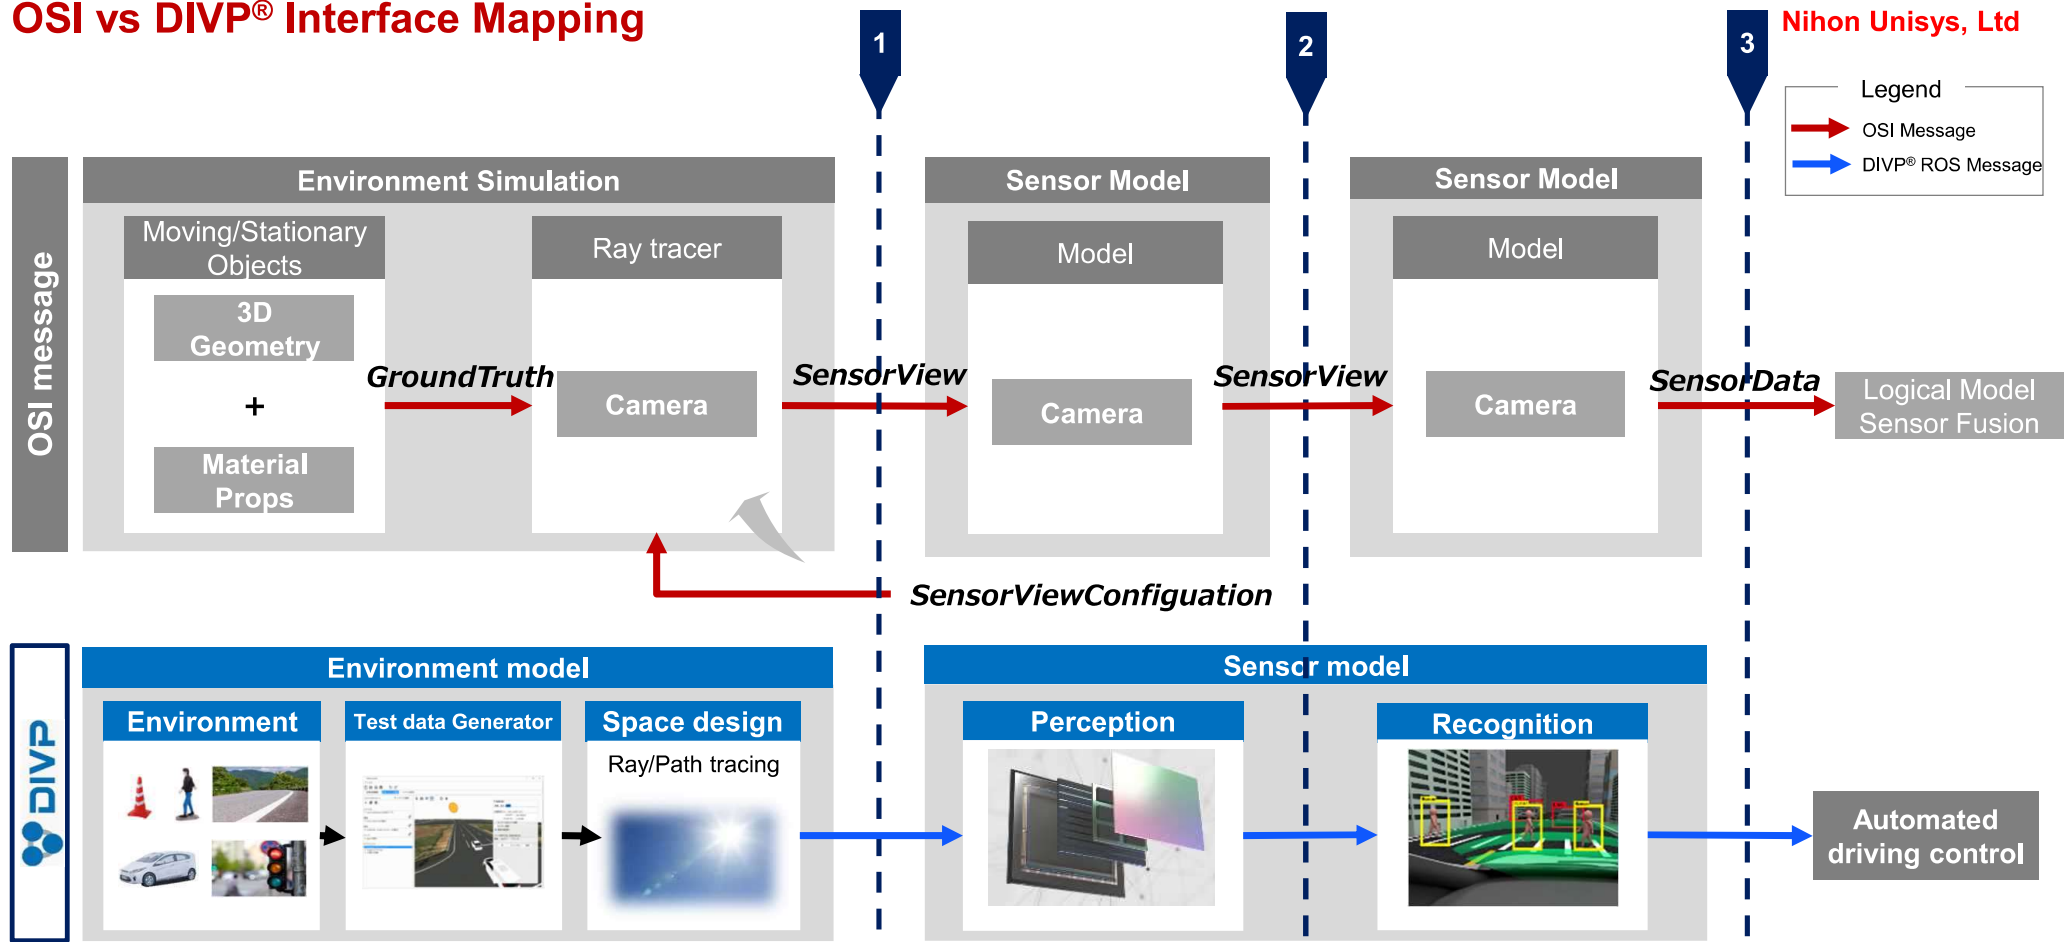 OSI vs DIVP® Interface Mapping
1
2
3
Nihon Unisys, Ltd
Legend
OSI Message
DIVP® ROS Message
OSI message
Environment Simulation
Moving/Stationary
Objects
3D
Geometry
+
Material
Props
GroundTruth
Ray tracer
Camera
SensorView
Sensor Model
Model
Camera
SensorView
Sensor Model
Model
Camera
SensorData
Logical Model
Sensor Fusion
SensorViewConfiguation
DIVP
Environment model
Environment
Test data Generator
Space design
Ray/Path tracing
Sensor model
Perception
Recognition
Automated
driving control